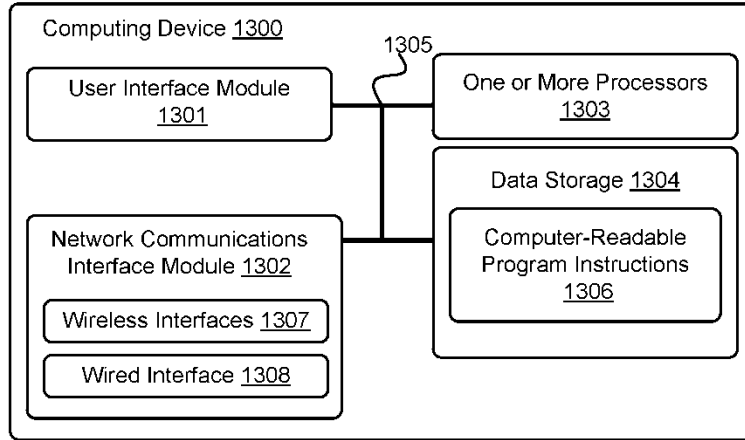 Computing Device 1300
1305
User Interface Module
1301
One or More Processors
1303
Data Storage 1304
Computer-Readable
Program Instructions
1306
Network Communications
Interface Module 1302
Wireless Interfaces 1307
Wired Interface 1308